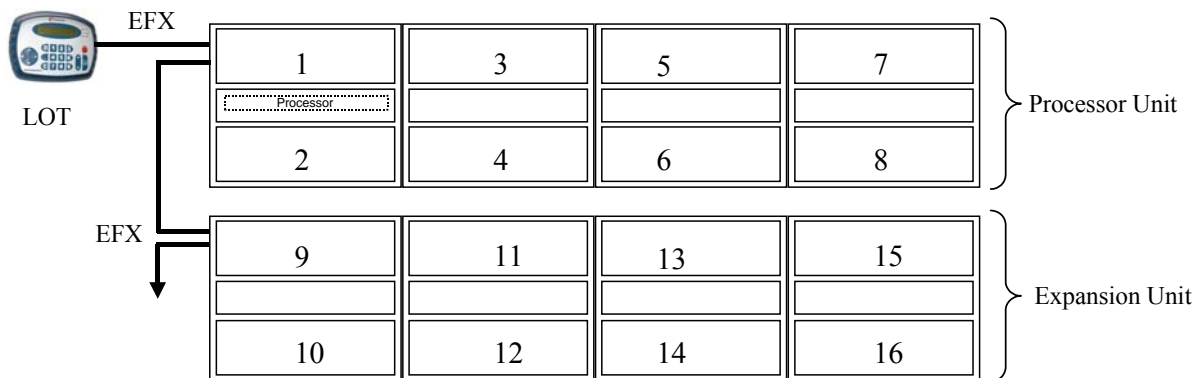 EFX
LOT
1 3 5 7
Processor
2 4 6 8
Processor Unit
EFX
9 11 13 15
10 12 14 16
Expansion Unit